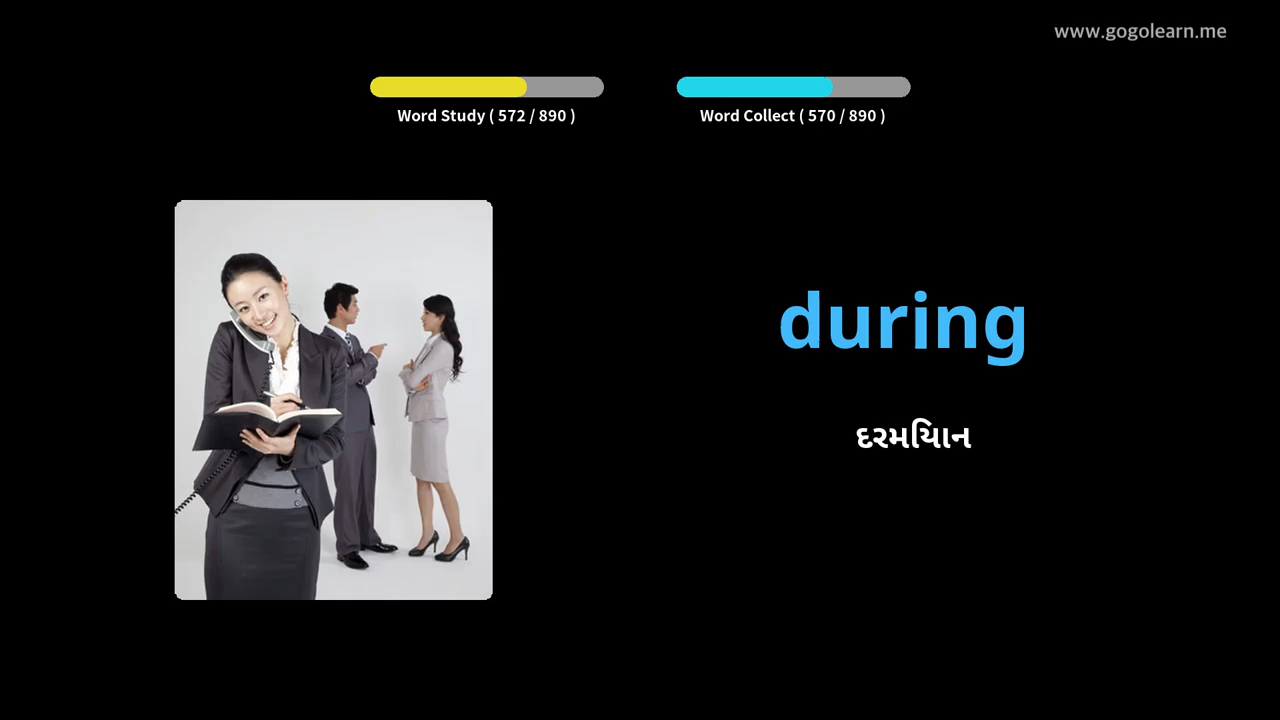 www.gogolearn.me
Word Study ( 572 / 890 )
Word Collect ( 570 / 890 )
during
દરમિયાન